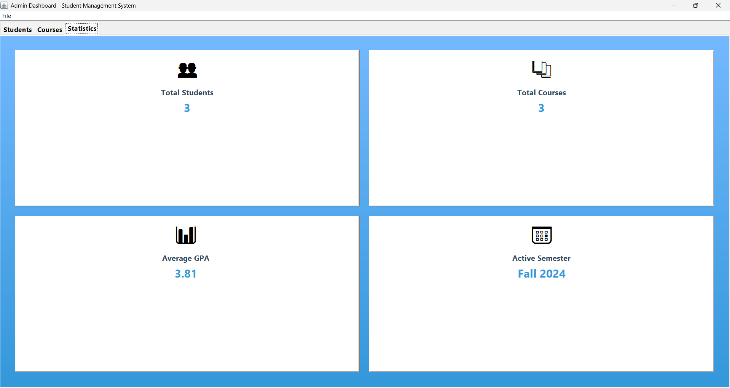 Admin Dashboard - Student Management System
File
Students Courses Statistics
Total Students
3
Total Courses
3
Average GPA
3.81
Active Semester
Fall 2024